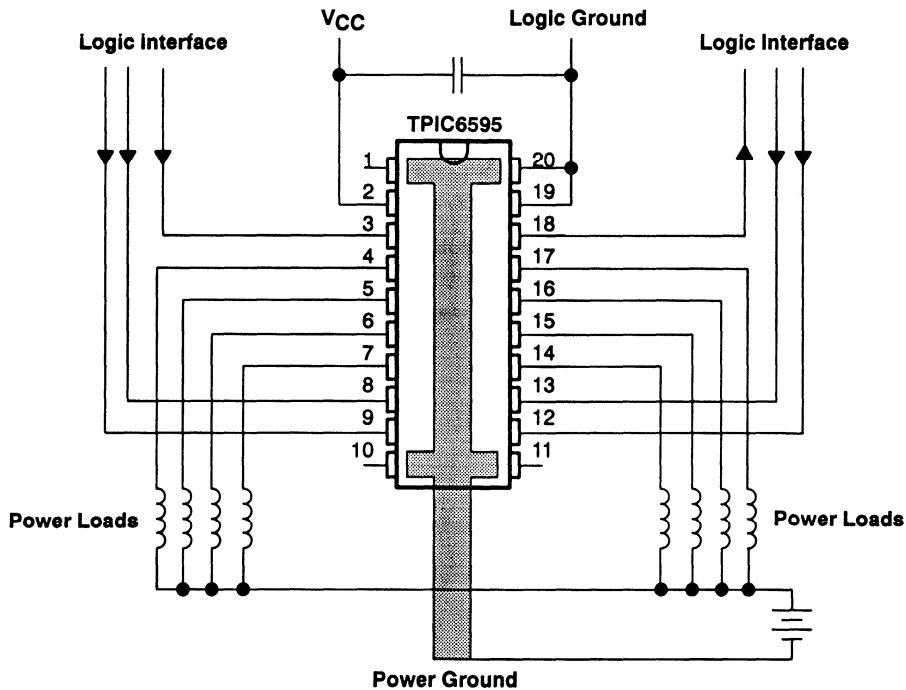 VCC
Logic Ground
Logic interface
Logic Interface
TPIC6595
1
20
2
19
3
18
4
17
5
16
6
15
7
14
8
13
9
12
10
11
Power Loads
Power Loads
Power Ground